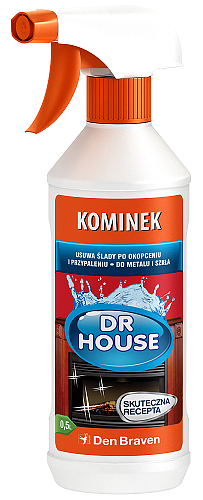 KOMINEK
USUWA ŚLADY PO OKOPCENIU
I PRZYPALENIU • DO METALU I SZKŁA
DR
HOUSE
SKUTECZNA
RECEPTA
0,5L
Den Braven